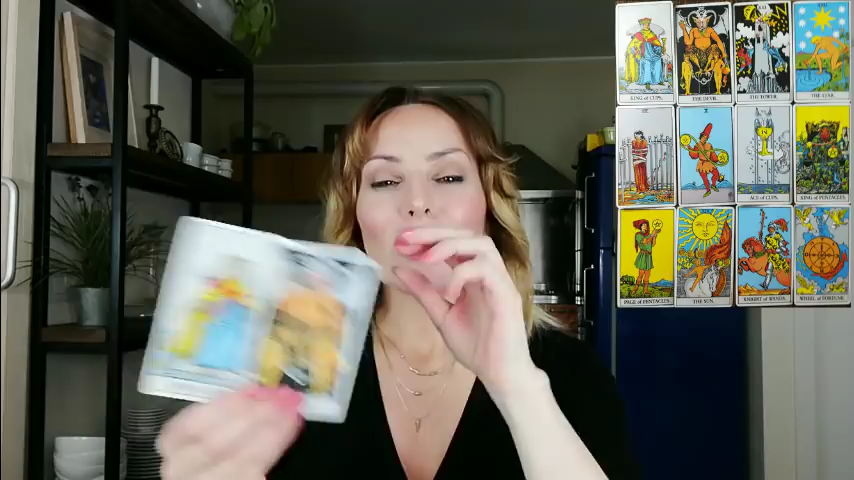 KING of CUPS.
THE DEVIL.
THE TOWER.
THE STAR.
ACE of CUPS.
KING of PENTACLES.
PAGE of PENTACLES.
THE SUN.
KNIGHT of WANDS.
WHEEL of FORTUNE.